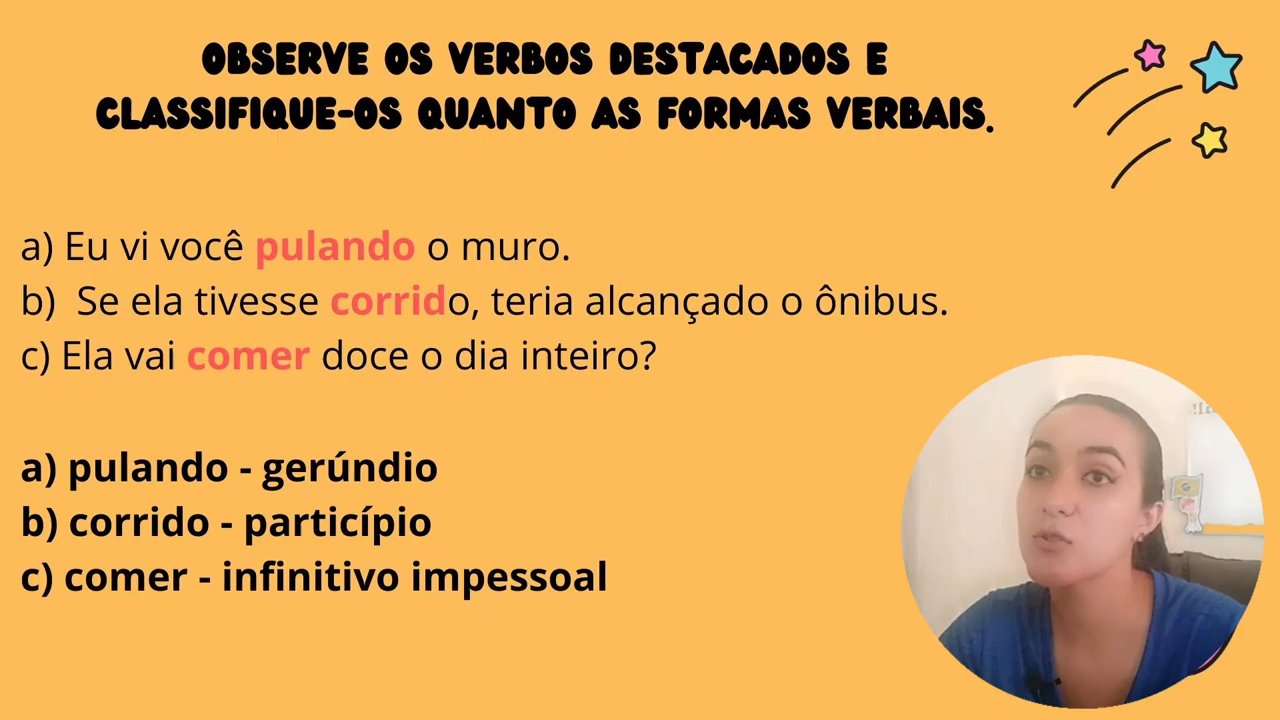 OBSERVE OS VERBOS DESTACADOS E
CLASSIFIQUE-OS QUANTO AS FORMAS VERBAIS.
a) Eu vi você pulando o muro.
b) Se ela tivesse corrido, teria alcançado o ônibus.
c) Ela vai comer doce o dia inteiro?
a) pulando - gerúndio
b) corrido - particípio
c) comer - infinitivo impessoal